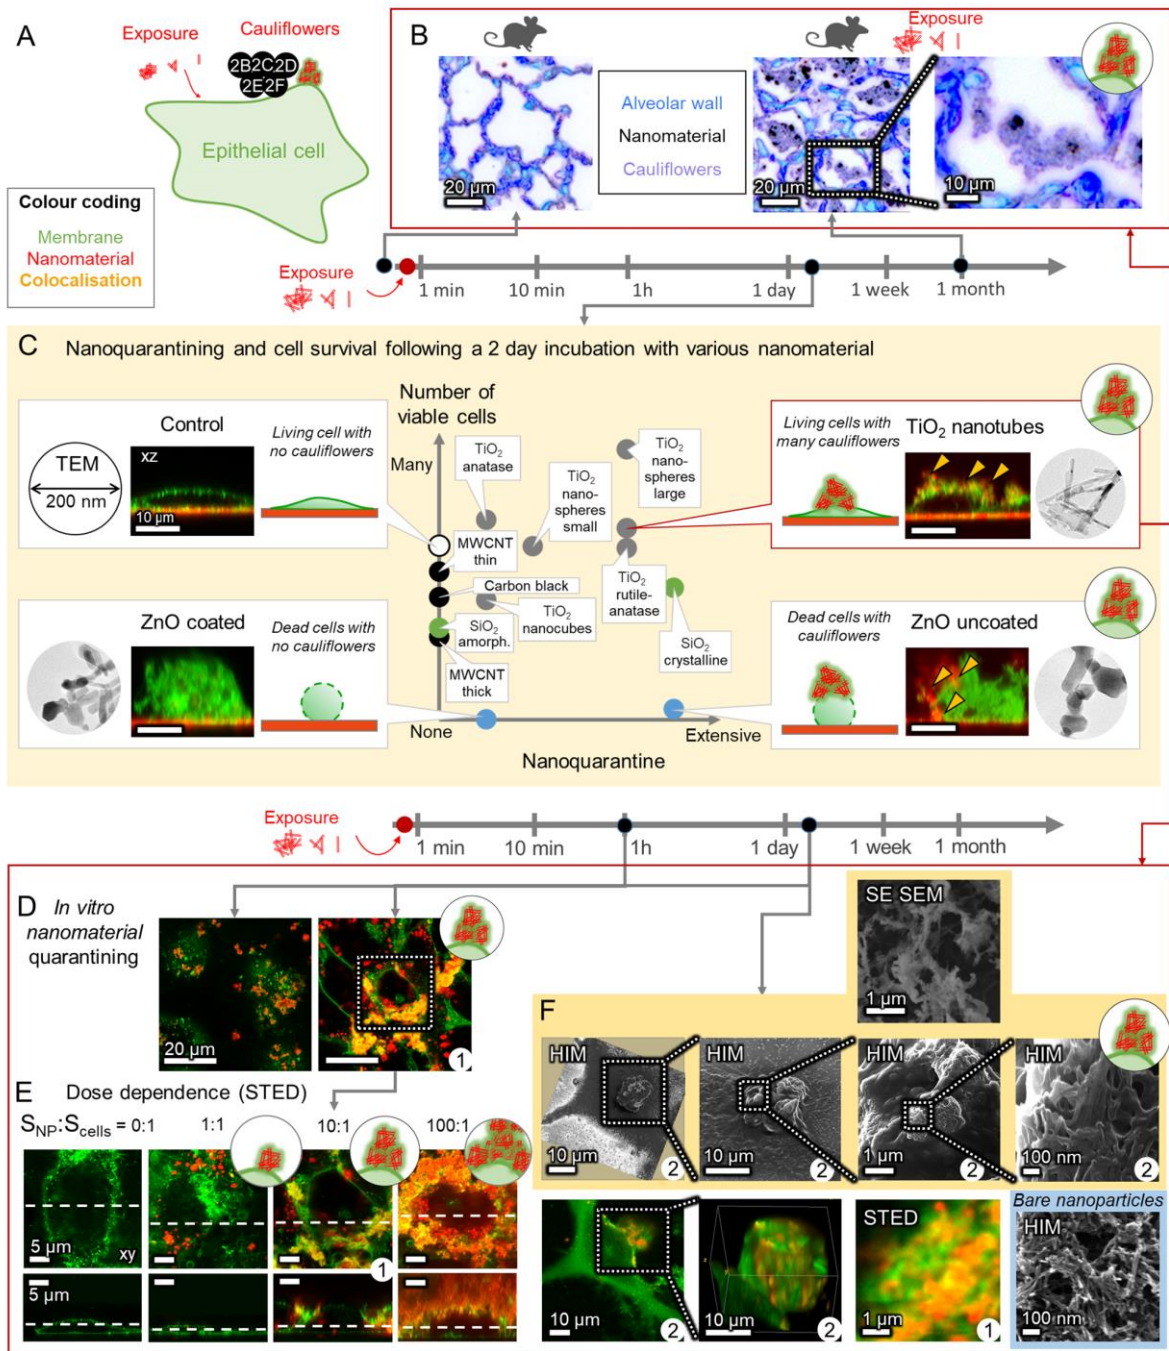 A
Exposure
Cauliflowers
2B 2C 2D
2E 2F
Epithelial cell
Colour coding
Membrane
Nanomaterial
Colocalisation
B
Exposure
20 µm
Alveolar wall
Nanomaterial
Cauliflowers
20 µm
10 µm
Exposure
1 min
10 min
1h
1 day
1 week
1 month
C
Nanoquarantining and cell survival following a 2 day incubation with various nanomaterial
Number of
viable cells
Many
None
Extensive
Nanoquarantine
TEM
200 nm
Control
xz
10 µm
Living cell with
no cauliflowers
TiO2
anatase
TiO2
nano-
spheres
small
TiO2
nano-
spheres
large
MWCNT
thin
Carbon black
SiO2
amorph.
TiO2
nanocubes
MWCNT
thick
TiO2
rutile-
anatase
SiO2
crystalline
Living cells with
many cauliflowers
TiO2 nanotubes
ZnO coated
Dead cells with
no cauliflowers
Dead cells with
cauliflowers
ZnO uncoated
Exposure
1 min
10 min
1h
1 day
1 week
1 month
D
In vitro
nanomaterial
quarantining
20 µm
1
E
Dose dependence (STED)
SNP:Scells = 0:1
1:1
10:1
100:1
5 µm
xy
1
5 µm
F
SE SEM
1 µm
HIM
10 µm
2
HIM
10 µm
2
HIM
1 µm
2
HIM
100 nm
2
10 µm
2
10 µm
2
STED
1 µm
1
Bare nanoparticles
HIM
100 nm